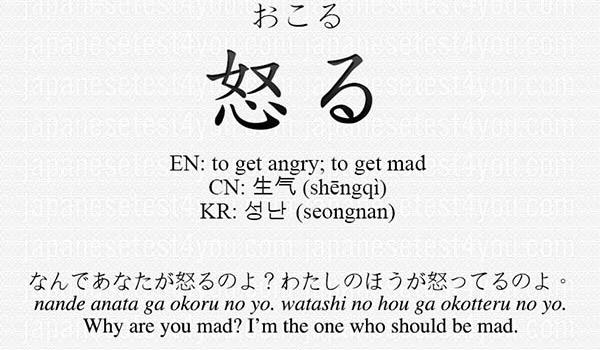 おこる
怒る
EN: to get angry; to get mad
CN: 生气 (shēngqì)
KR: 성난 (seongnan)
なんであなたが怒るのよ？わたしのほうが怒ってるのよ。
nande anata ga okoru no yo. watashi no hou ga okotteru no yo.
Why are you mad? I'm the one who should be mad.
japanesetest4you.com